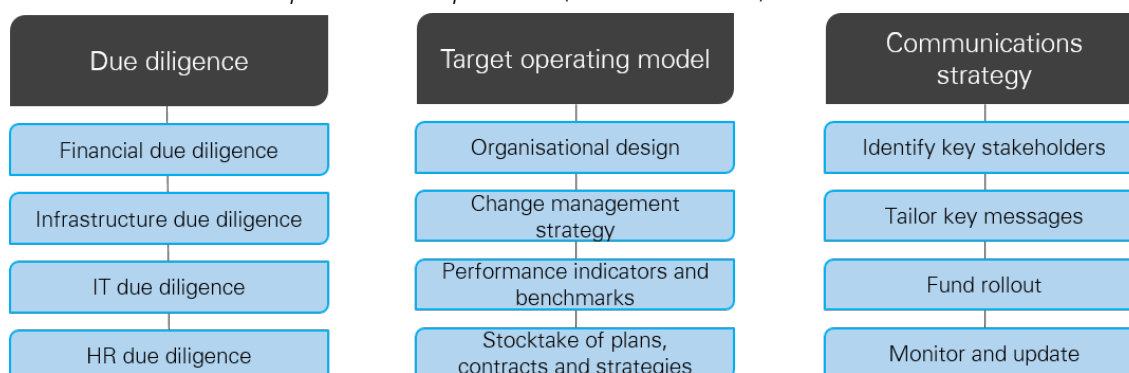 Due diligence
Financial due diligence
Infrastructure due diligence
IT due diligence
HR due diligence
Target operating model
Organisational design
Change management
strategy
Performance indicators and
benchmarks
Stocktake of plans,
contracts and strategies
Communications
strategy
Identify key stakeholders
Tailor key messages
Fund rollout
Monitor and update